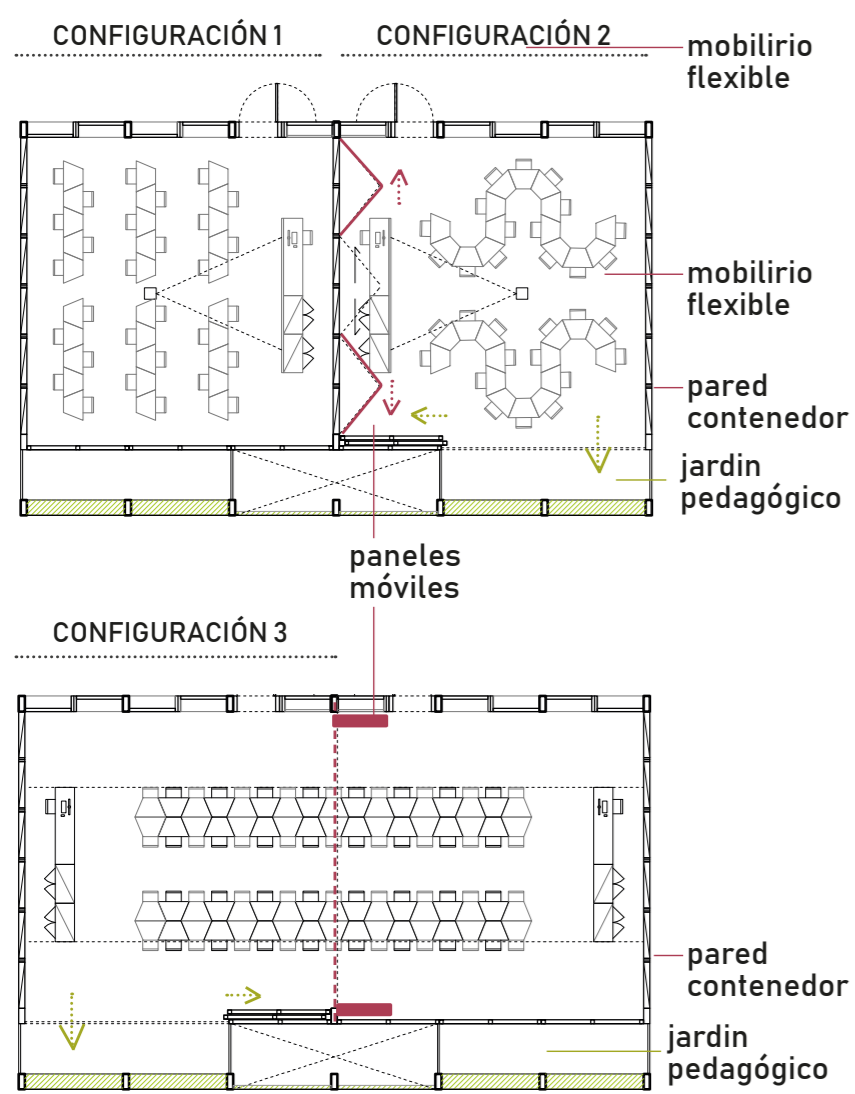 CONFIGURACIÓN 1
CONFIGURACIÓN 2
mobilirio
flexible
mobilirio
flexible
pared
contenedor
jardin
pedagógico
paneles
móviles
CONFIGURACIÓN 3
pared
contenedor
jardin
pedagógico